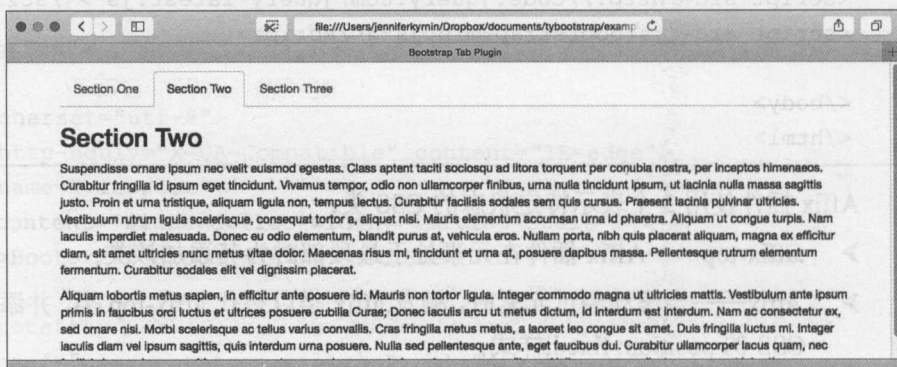 file:///Users/jenniferkymin/Dropbox/documents/tybootstrap/examp
Bootstrap Tab Plugin
Section One
Section Two
Section Three
Section Two
Suspendisse ornare ipsum nec velit euismod egestas. Class aptent taciti sociosqu ad litora torquent per conubia nostra, per inceptos himenaeos.
Curabitur fringilla id ipsum eget tincidunt. Vivamus tempor, odio non ullamcorper finibus, urna nulla tincidunt ipsum, ut lacinia nulla massa sagittis
justo. Proin et urna tristique, aliquam ligula non, tempus lectus. Curabitur facilisis sodales sem quis cursus. Praesent lacinia pulvinar ultricies.
Vestibulum rutrum ligula scelerisque, consequat tortor a, aliquet nisl. Mauris elementum accumsan urna id pharetra. Aliquam ut congue turpis. Nam
iaculis imperdiet malesuada. Donec eu odio elementum, blandit purus at, vehicula eros. Nullam porta, nibh quis placerat aliquam, magna ex efficitur
diam, sit amet ultricies nunc metus vitae dolor. Maecenas risus mi, tincidunt et urna at, posuere dapibus massa. Pellentesque rutrum elementum
fermentum. Curabitur sodales elit vel dignissim placerat.
Aliquam lobortis metus sapien, in efficitur ante posuere id. Mauris non tortor ligula. Integer commodo magna ut ultricies mattis. Vestibulum ante ipsum
primis in faucibus orci luctus et ultrices posuere cubilia Curae; Donec iaculis arcu ut metus dictum, id interdum est interdum. Nam ac consectetur ex,
sed ornare nisi. Morbi scelerisque ac tellus varius convallis. Cras fringilla metus metus, a laoreet leo congue sit amet. Duis fringilla luctus mi. Integer
iaculis diam vel ipsum sagittis, quis interdum urna posuere. Nulla sed pellentesque ante, eget faucibus dui. Curabitur ullamcorper lacus quam, nec